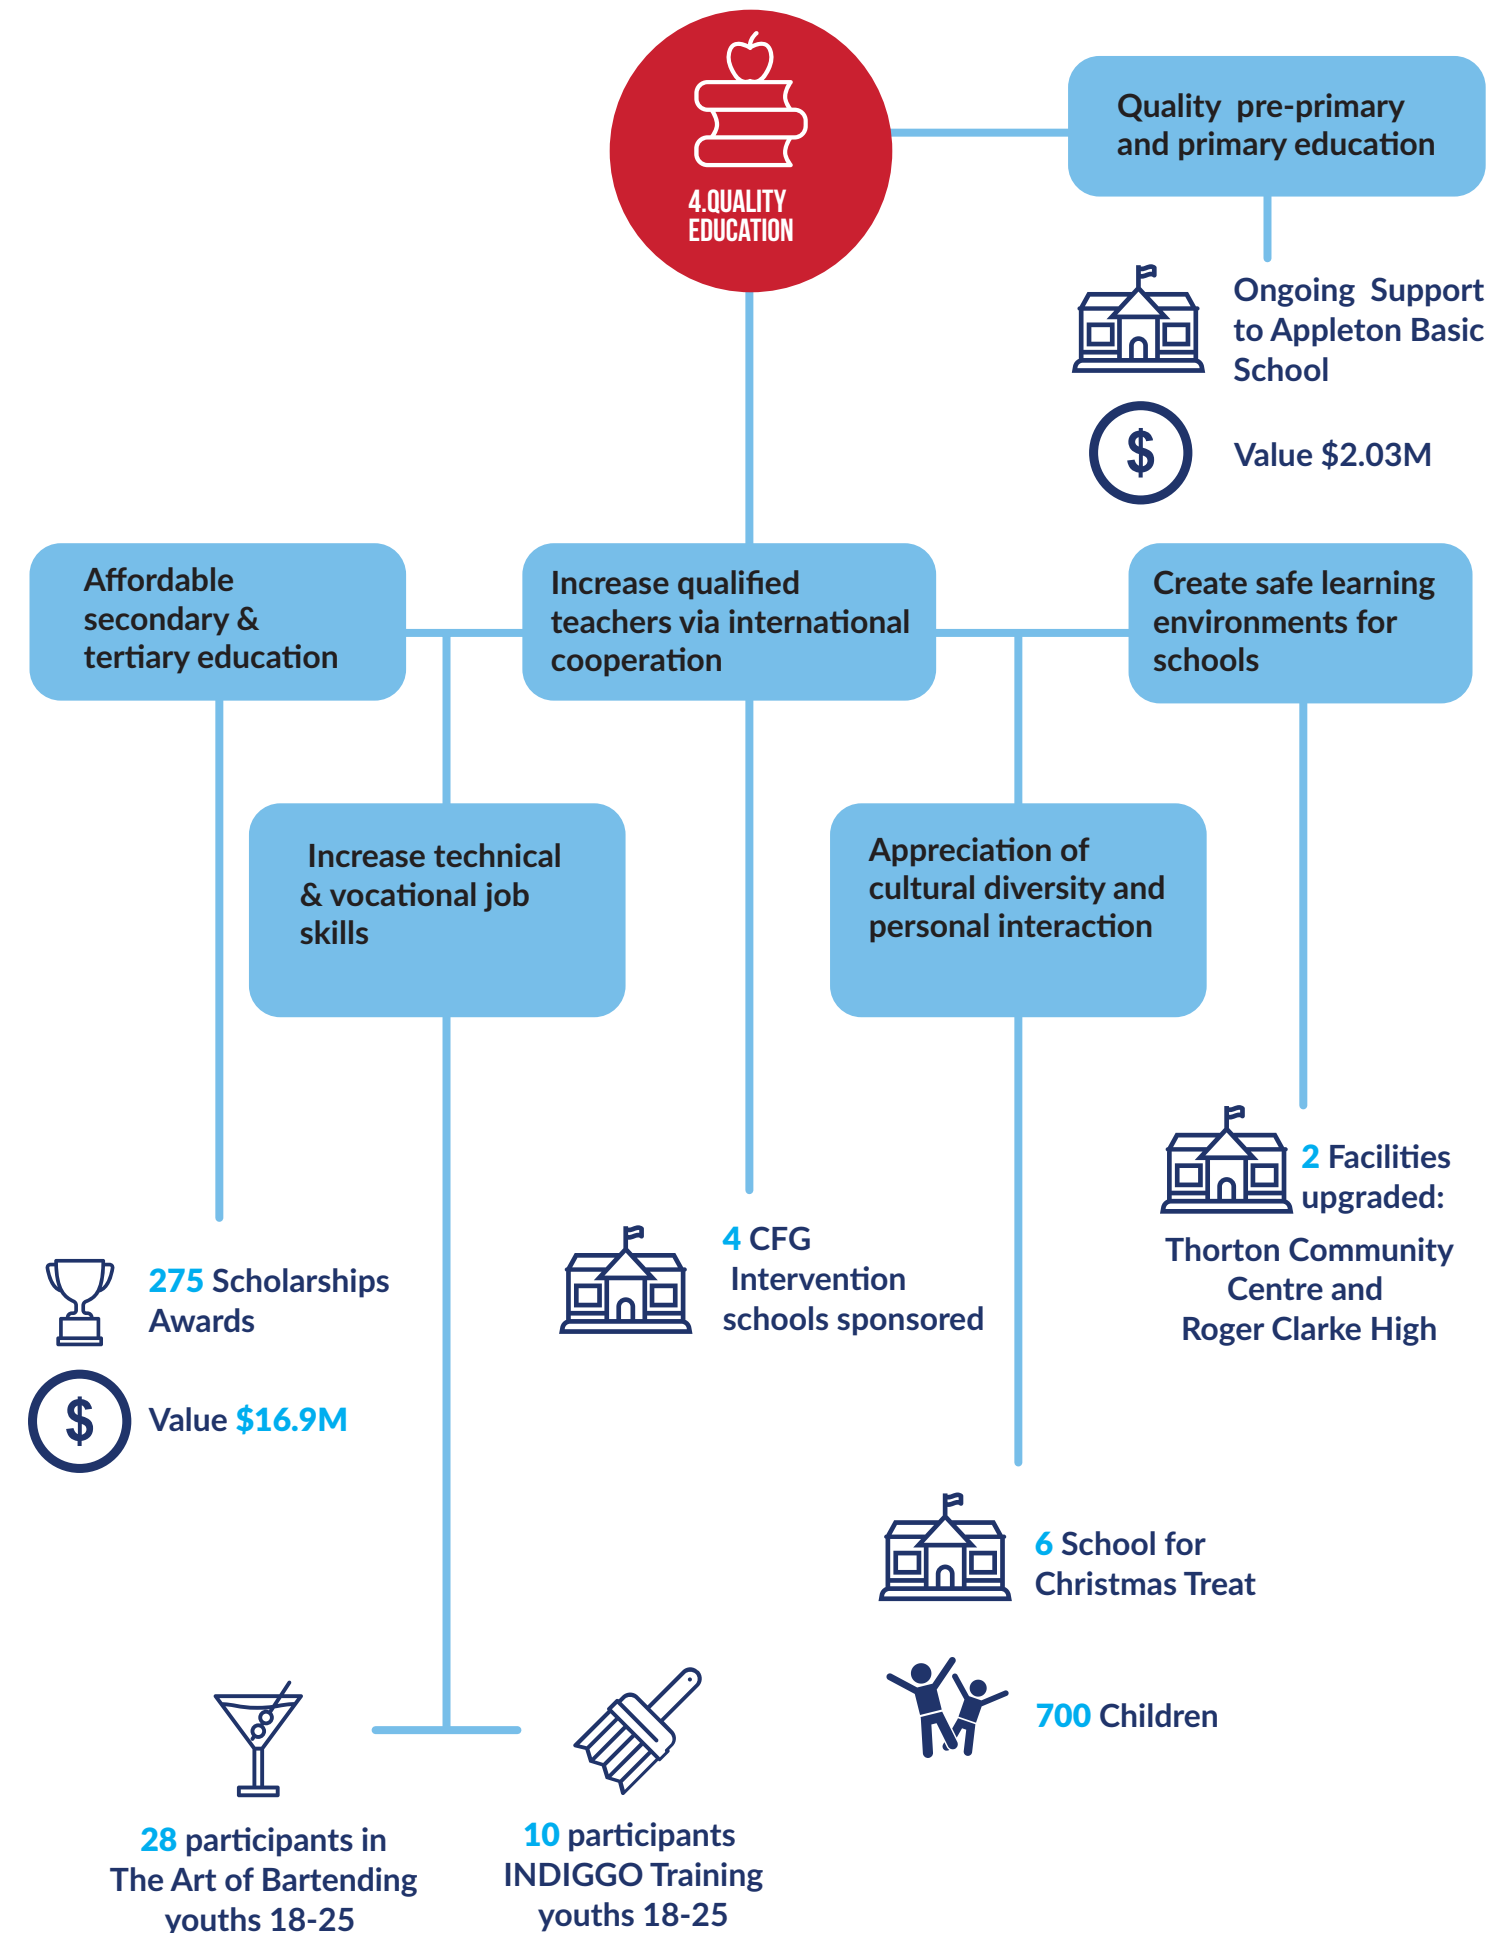 4.QUALITY
EDUCATION
Quality pre-primary
and primary education
Ongoing Support
to Appleton Basic
School
$
Value $2.03M
Affordable
secondary &
tertiary education
Increase qualified
teachers via international
cooperation
Create safe learning
environments for
schools
Increase technical
& vocational job
skills
Appreciation of
cultural diversity and
personal interaction
2 Facilities
upgraded:
Thorton Community
Centre and
Roger Clarke High
4 CFG
Intervention
schools sponsored
275 Scholarships
Awards
$
Value $16.9M
6 School for
Christmas Treat
700 Children
28 participants in
The Art of Bartending
youths 18-25
10 participants
INDIGGO Training
youths 18-25